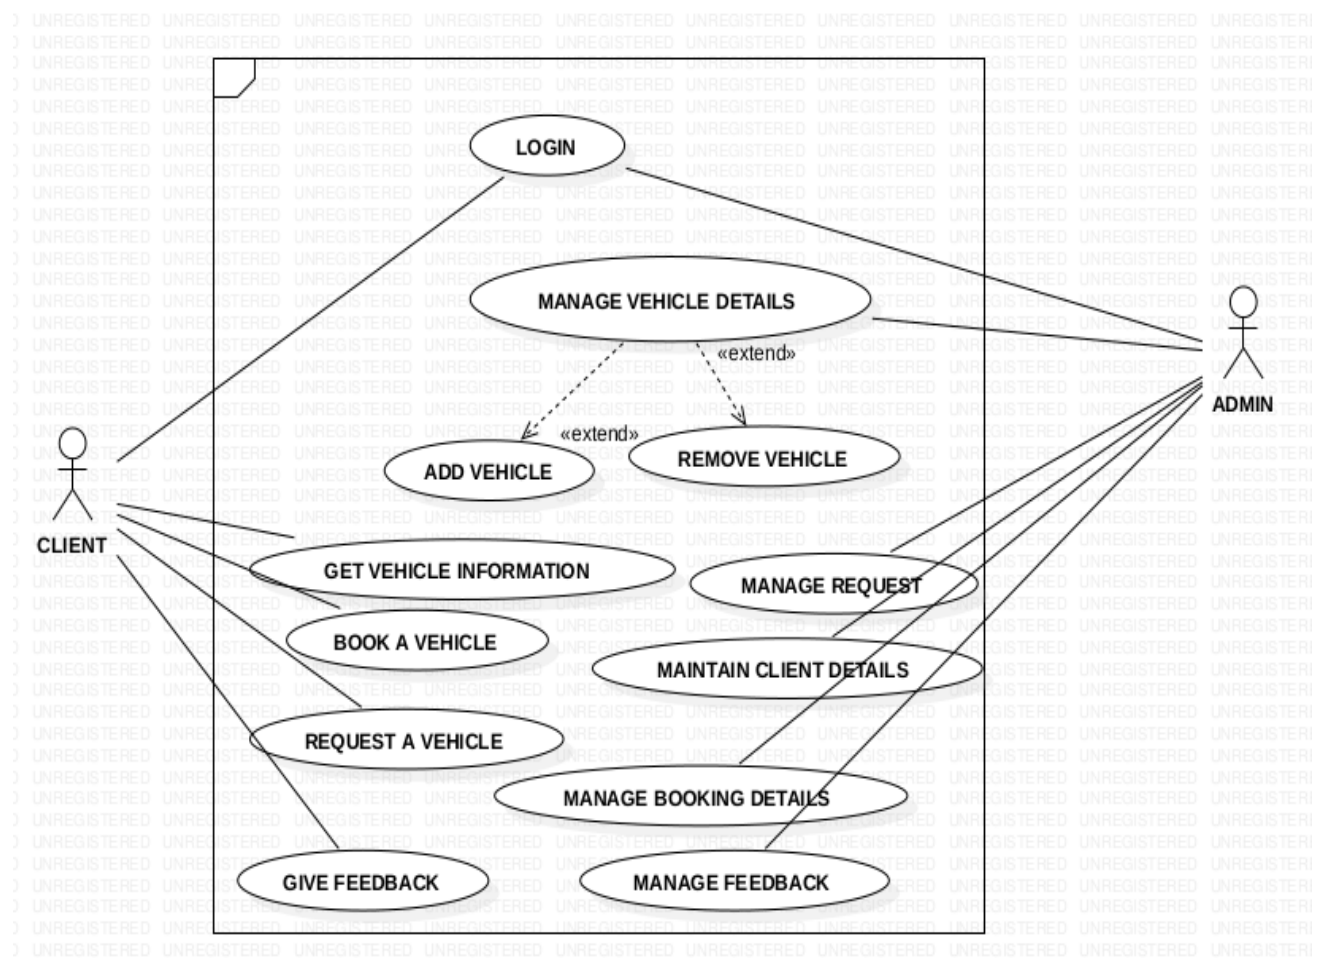 LOGIN
MANAGE VEHICLE DETAILS
«extend»
ADMIN
«extend»
ADD VEHICLE
REMOVE VEHICLE
CLIENT
GET VEHICLE INFORMATION
MANAGE REQUEST
BOOK A VEHICLE
MAINTAIN CLIENT DETAILS
REQUEST A VEHICLE
MANAGE BOOKING DETAILS
GIVE FEEDBACK
MANAGE FEEDBACK
UNREGISTERED